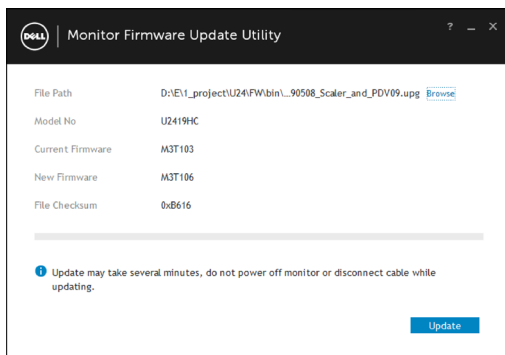 DELL Monitor Firmware Update Utility ? _ X
File Path D:\E\1_project\U24\FW\bin\...90508_Scaler_and_PDV09.upg Browse
Model No U2419HC
Current Firmware M3T103
New Firmware M3T106
File Checksum 0xB616
Update may take several minutes, do not power off monitor or disconnect cable while
updating.
Update